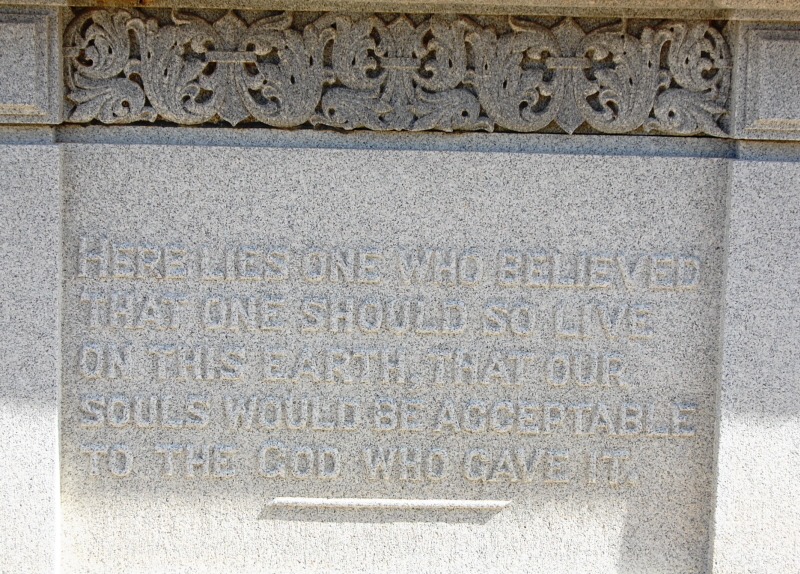 HERE LIES ONE WHO BELIEVED
THAT ONE SHOULD SO LIVE
ON THIS EARTH, THAT OUR
SOULS WOULD BE ACCEPTABLE
TO THE GOD WHO GAVE IT.